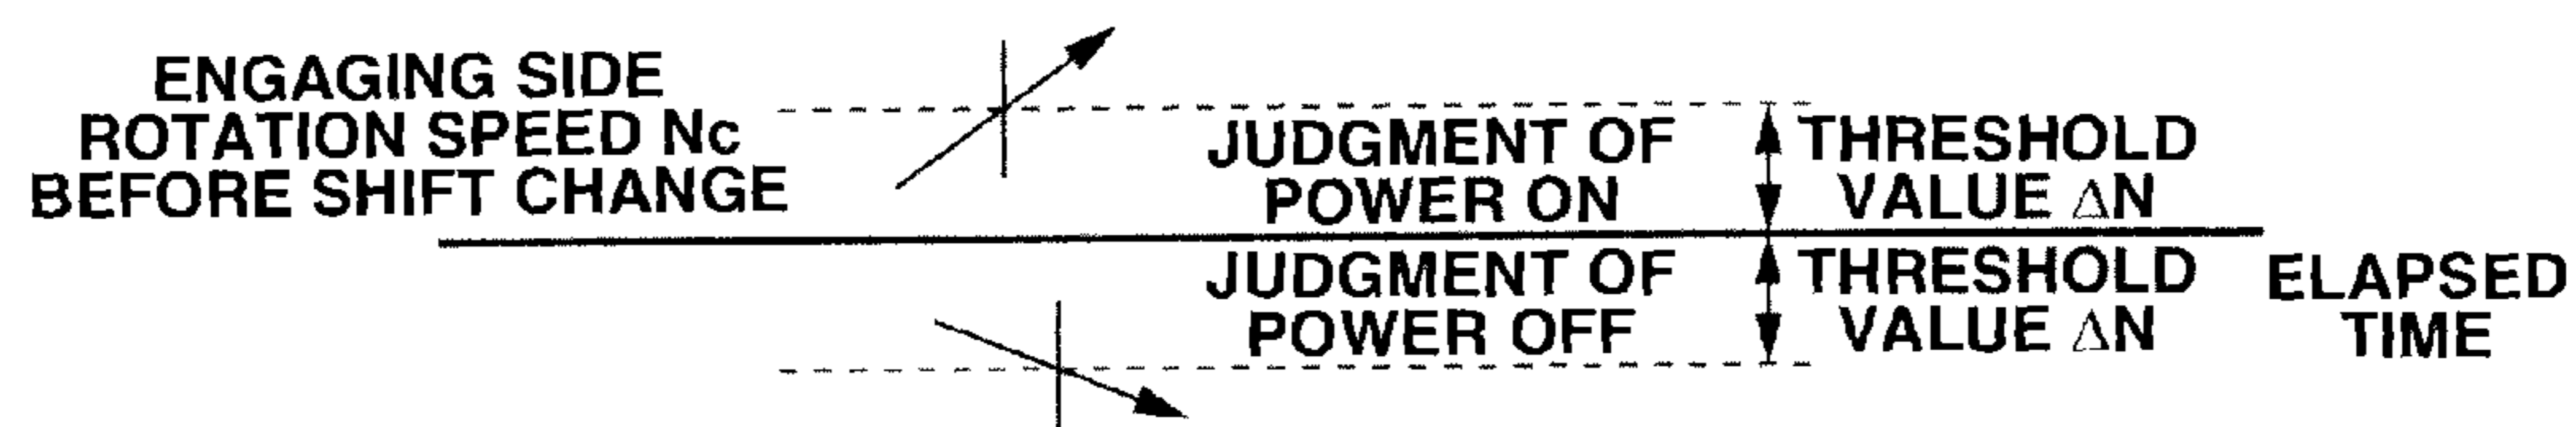 ENGAGING SIDE
ROTATION SPEED Nc
BEFORE SHIFT CHANGE
JUDGMENT OF
POWER ON
THRESHOLD
VALUE ΔN
JUDGMENT OF
POWER OFF
THRESHOLD
VALUE ΔN
ELAPSED
TIME